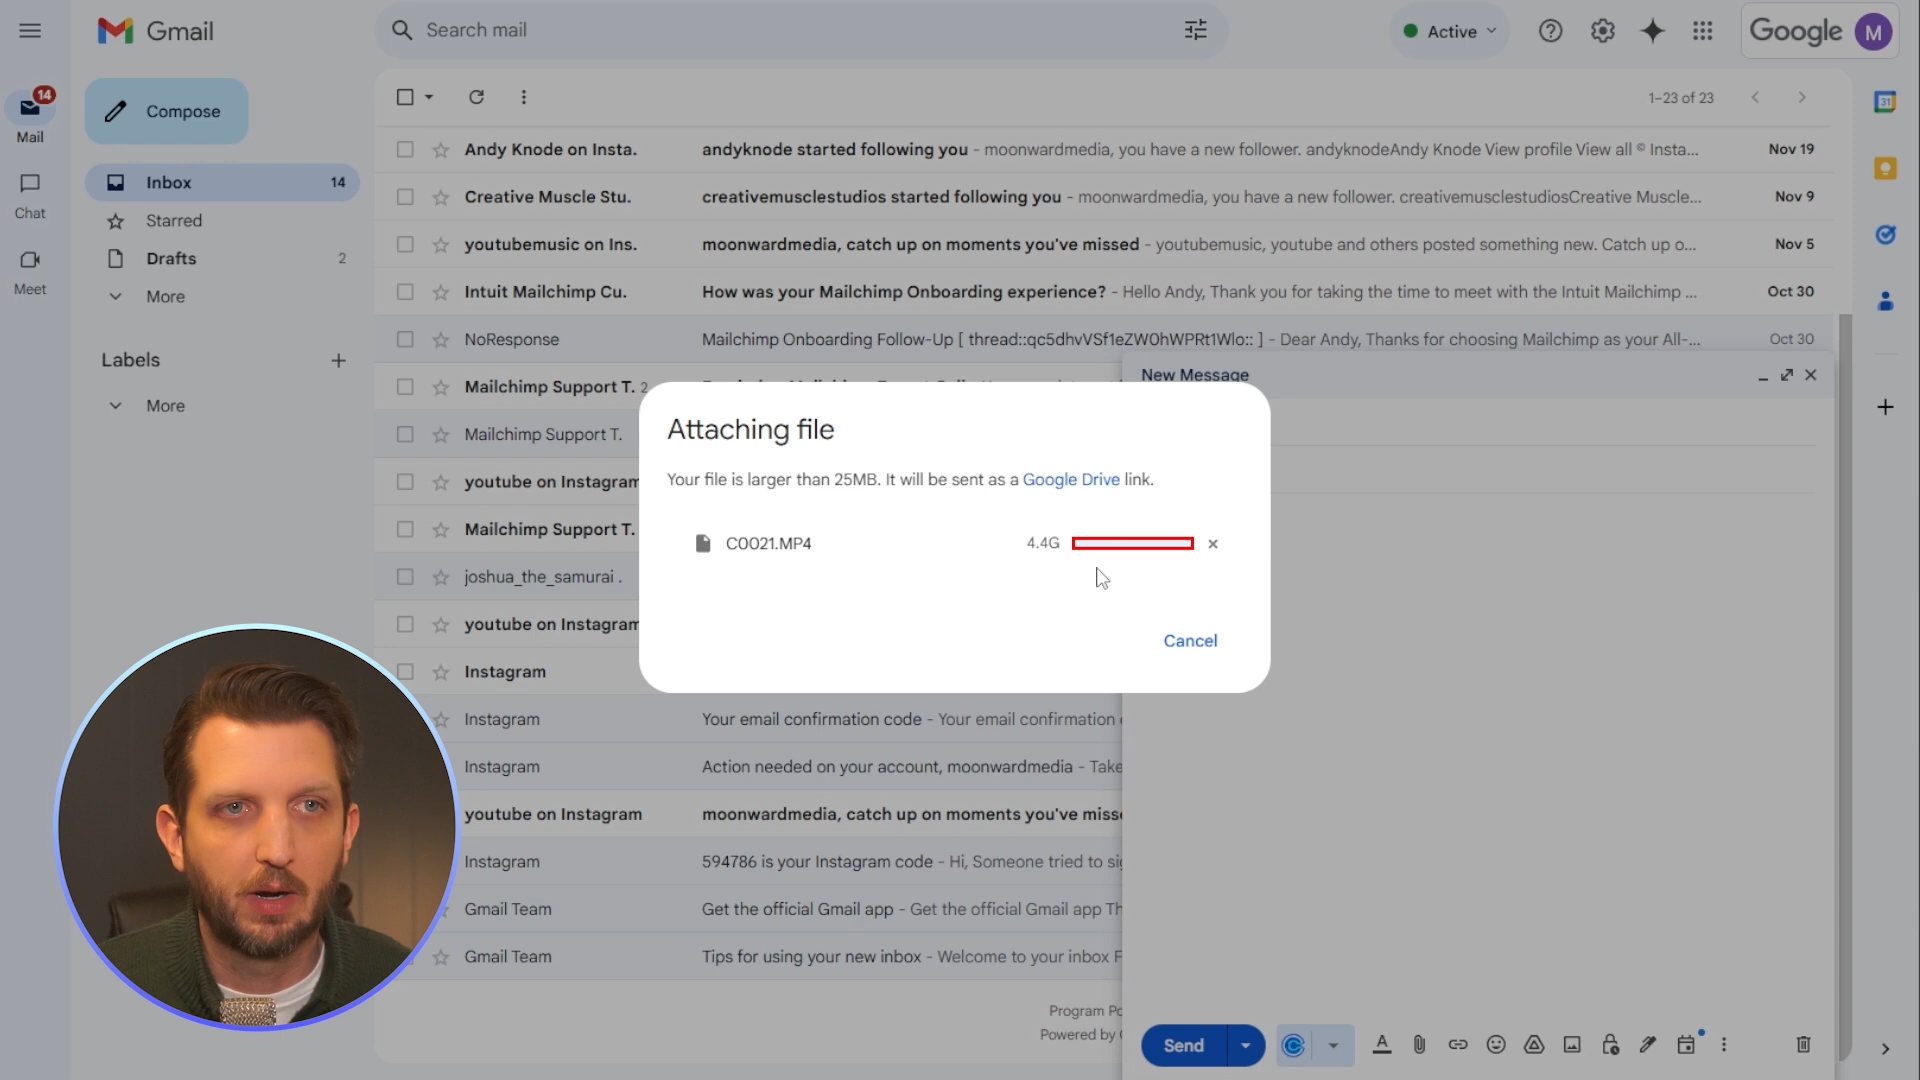 Gmail
Search mail
Active
Google
M
14
Mail
Chat
Meet
Compose
Inbox 14
Starred
Drafts 2
More
Labels
More
1–23 of 23
31
Andy Knode on Insta. andyknode started following you - moonwardmedia, you have a new follower. andyknodeAndy Knode View profile View all © Insta... Nov 19
Creative Muscle Stu. creativemusclestudios started following you - moonwardmedia, you have a new follower. creativemusclestudiosCreative Muscle... Nov 9
youtubemusic on Ins. moonwardmedia, catch up on moments you've missed - youtubemusic, youtube and others posted something new. Catch up o... Nov 5
Intuit Mailchimp Cu. How was your Mailchimp Onboarding experience? - Hello Andy, Thank you for taking the time to meet with the Intuit Mailchimp ... Oct 30
NoResponse Mailchimp Onboarding Follow-Up [ thread::qc5dhvVSf1eZW0hWPRt1Wlo:: ] - Dear Andy, Thanks for choosing Mailchimp as your All-... Oct 30
Mailchimp Support T. 2
Mailchimp Support T.
youtube on Instagram
Mailchimp Support T.
joshua_the_samurai .
youtube on Instagram
Instagram
Instagram Your email confirmation code - Your email confirmation
Instagram Action needed on your account, moonwardmedia - Take
youtube on Instagram moonwardmedia, catch up on moments you've miss
Instagram 594786 is your Instagram code - Hi, Someone tried to si
Gmail Team Get the official Gmail app - Get the official Gmail app Th
Gmail Team Tips for using your new inbox - Welcome to your inbox F
Program Po
Powered by
New Message
Attaching file
Your file is larger than 25MB. It will be sent as a Google Drive link.
C0021.MP4 4.4G
Cancel
Send